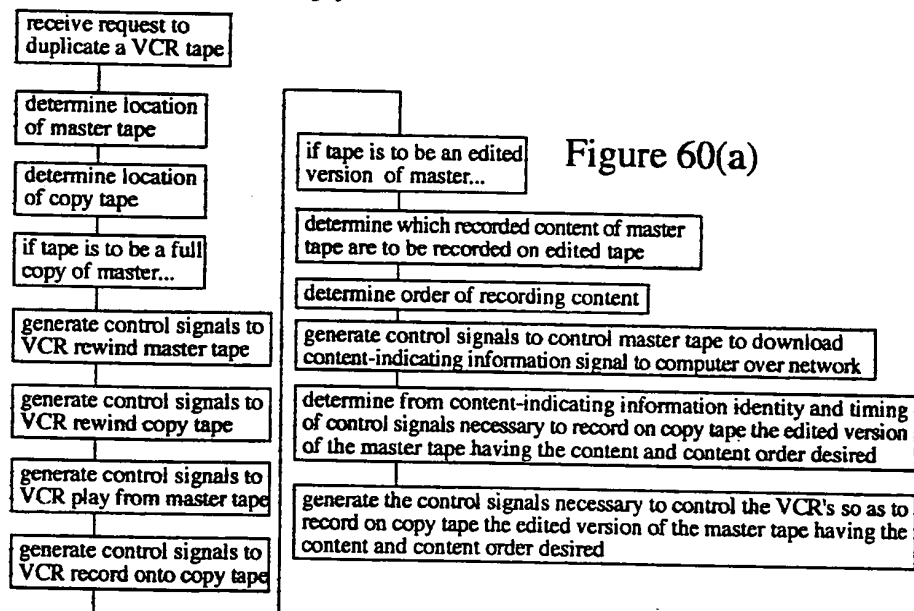 receive request to
duplicate a VCR tape
determine location
of master tape
determine location
of copy tape
if tape is to be a full
copy of master...
generate control signals to
VCR rewind master tape
generate control signals to
VCR rewind copy tape
generate control signals to
VCR play from master tape
generate control signals to
VCR record onto copy tape
if tape is to be an edited
version of master...
Figure 60(a)
determine which recorded content of master
tape are to be recorded on edited tape
determine order of recording content
generate control signals to control master tape to download
content-indicating information signal to computer over network
determine from content-indicating information identity and timing
of control signals necessary to record on copy tape the edited version
of the master tape having the content and content order desired
generate the control signals necessary to control the VCR's so as to
record on copy tape the edited version of the master tape having the
content and content order desired